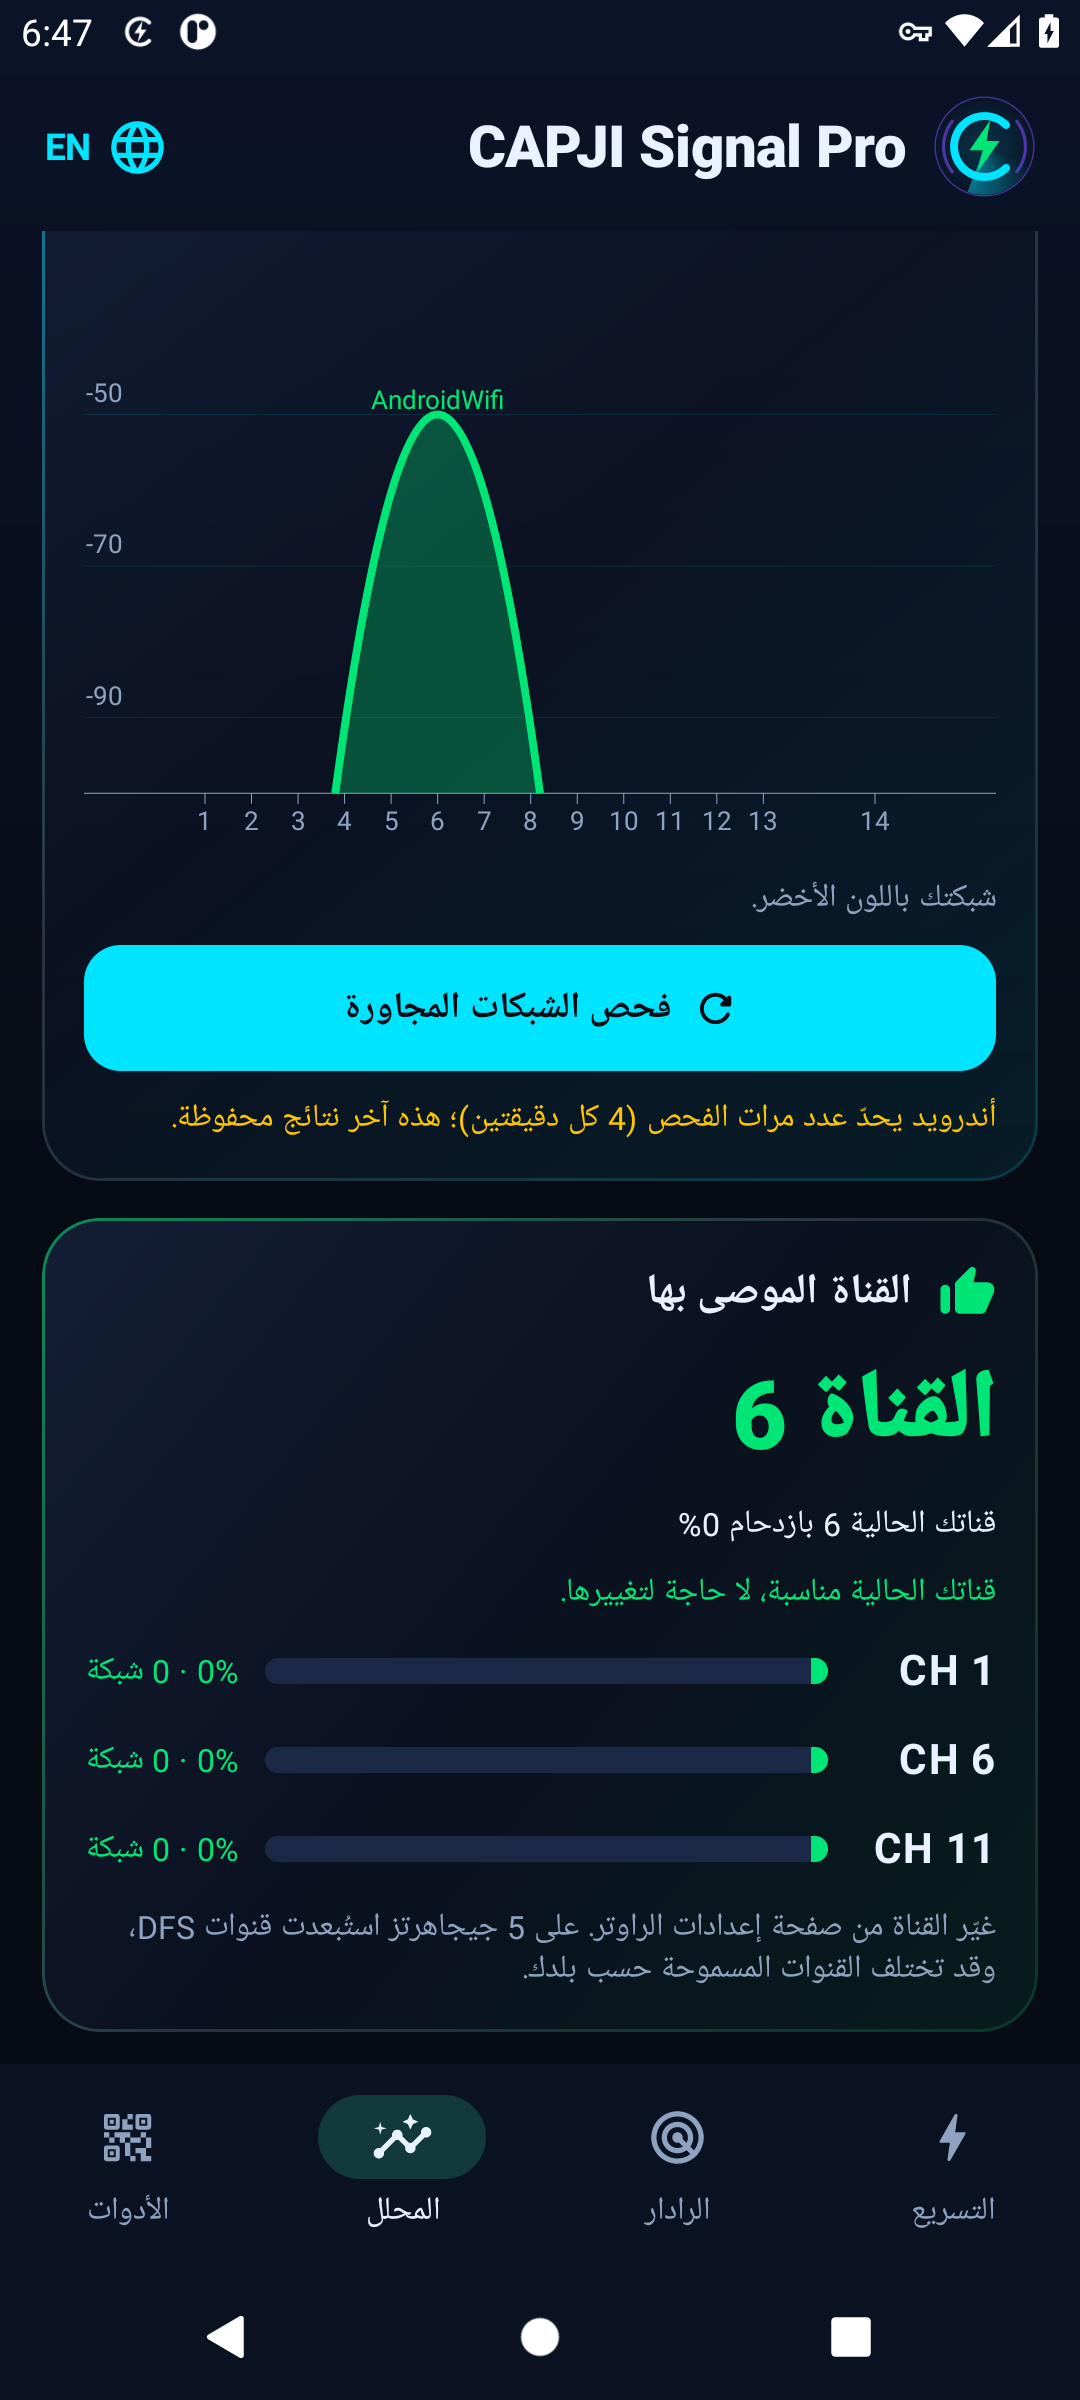 6:47
EN
CAPJI Signal Pro
-50
AndroidWifi
-70
-90
1 2 3 4 5 6 7 8 9 10 11 12 13 14
شبكتك باللون الأخضر.
فحص الشبكات المجاورة
أندرويد يحدّ عدد مرات الفحص (4 كل دقيقتين)؛ هذه آخر نتائج محفوظة.
القناة الموصى بها
القناة 6
قناتك الحالية 6 بازدحام 0%
قناتك الحالية مناسبة، لا حاجة لتغييرها.
CH 1
0% · 0 شبكة
CH 6
0% · 0 شبكة
CH 11
0% · 0 شبكة
غيّر القناة من صفحة إعدادات الراوتر. على 5 جيجاهرتز استُبعدت قنوات DFS،
وقد تختلف القنوات المسموحة حسب بلدك.
التسريع
الرادار
المحلل
الأدوات